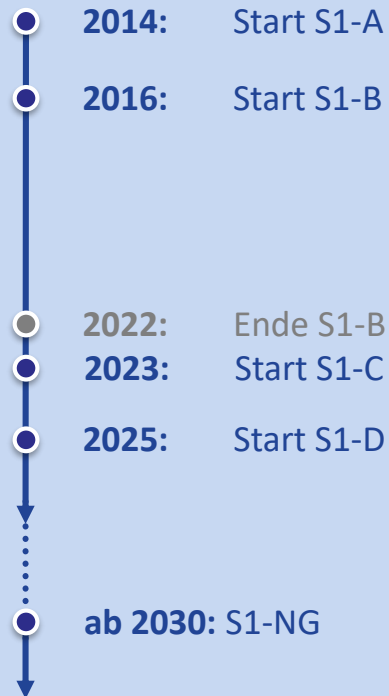 2014: Start S1-A
2016: Start S1-B
2022: Ende S1-B
2023: Start S1-C
2025: Start S1-D
ab 2030: S1-NG